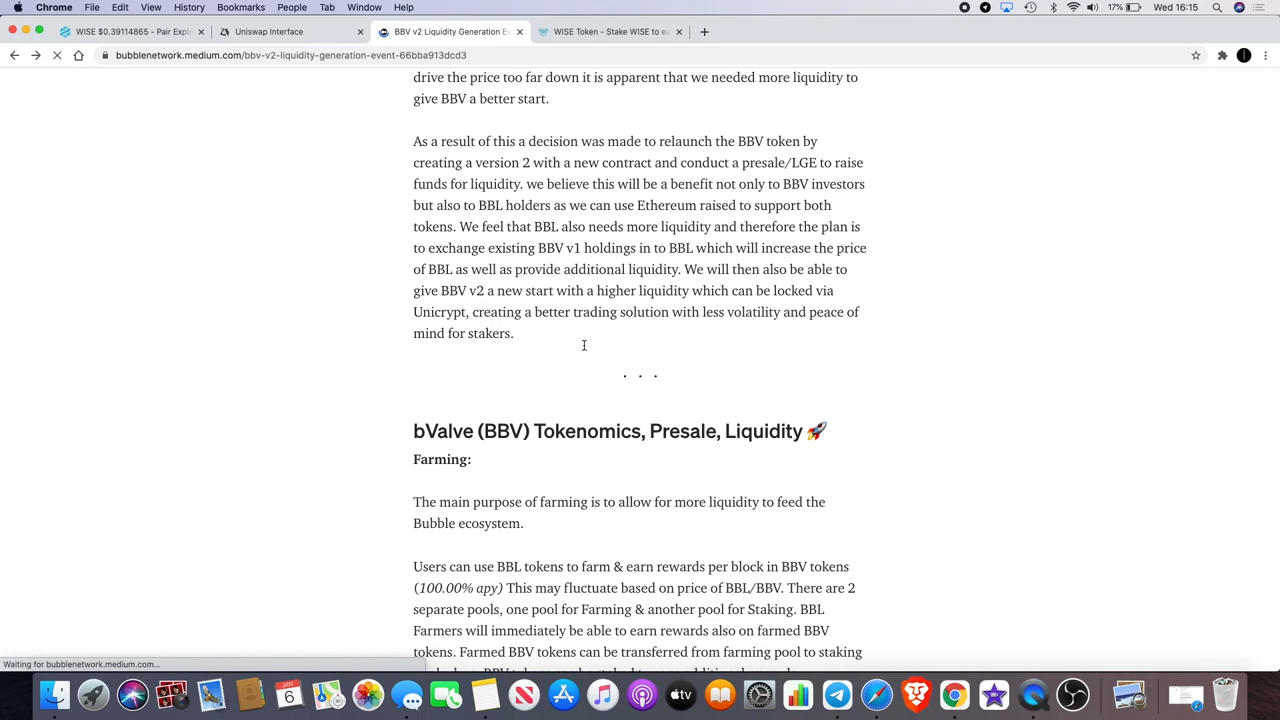 Chrome File Edit View History Bookmarks People Tab Window Help 17% Wed 16:15
WISE $0.39114865 - Pair Explo Uniswap Interface BBV v2 Liquidity Generation Ev WISE Token - Stake WISE to ea
bubblenetwork.medium.com/bbv-v2-liquidity-generation-event-66bba913dcd3
drive the price too far down it is apparent that we needed more liquidity to
give BBV a better start.
As a result of this a decision was made to relaunch the BBV token by
creating a version 2 with a new contract and conduct a presale/LGE to raise
funds for liquidity. we believe this will be a benefit not only to BBV investors
but also to BBL holders as we can use Ethereum raised to support both
tokens. We feel that BBL also needs more liquidity and therefore the plan is
to exchange existing BBV v1 holdings in to BBL which will increase the price
of BBL as well as provide additional liquidity. We will then also be able to
give BBV v2 a new start with a higher liquidity which can be locked via
Unicrypt, creating a better trading solution with less volatility and peace of
mind for stakers.
. . .
bValve (BBV) Tokenomics, Presale, Liquidity 🚀
Farming:
The main purpose of farming is to allow for more liquidity to feed the
Bubble ecosystem.
Users can use BBL tokens to farm & earn rewards per block in BBV tokens
(100.00% apy) This may fluctuate based on price of BBL/BBV. There are 2
separate pools, one pool for Farming & another pool for Staking. BBL
Farmers will immediately be able to earn rewards also on farmed BBV
tokens. Farmed BBV tokens can be transferred from farming pool to staking
Waiting for bubblenetwork.medium.com...
JAN
6
tv